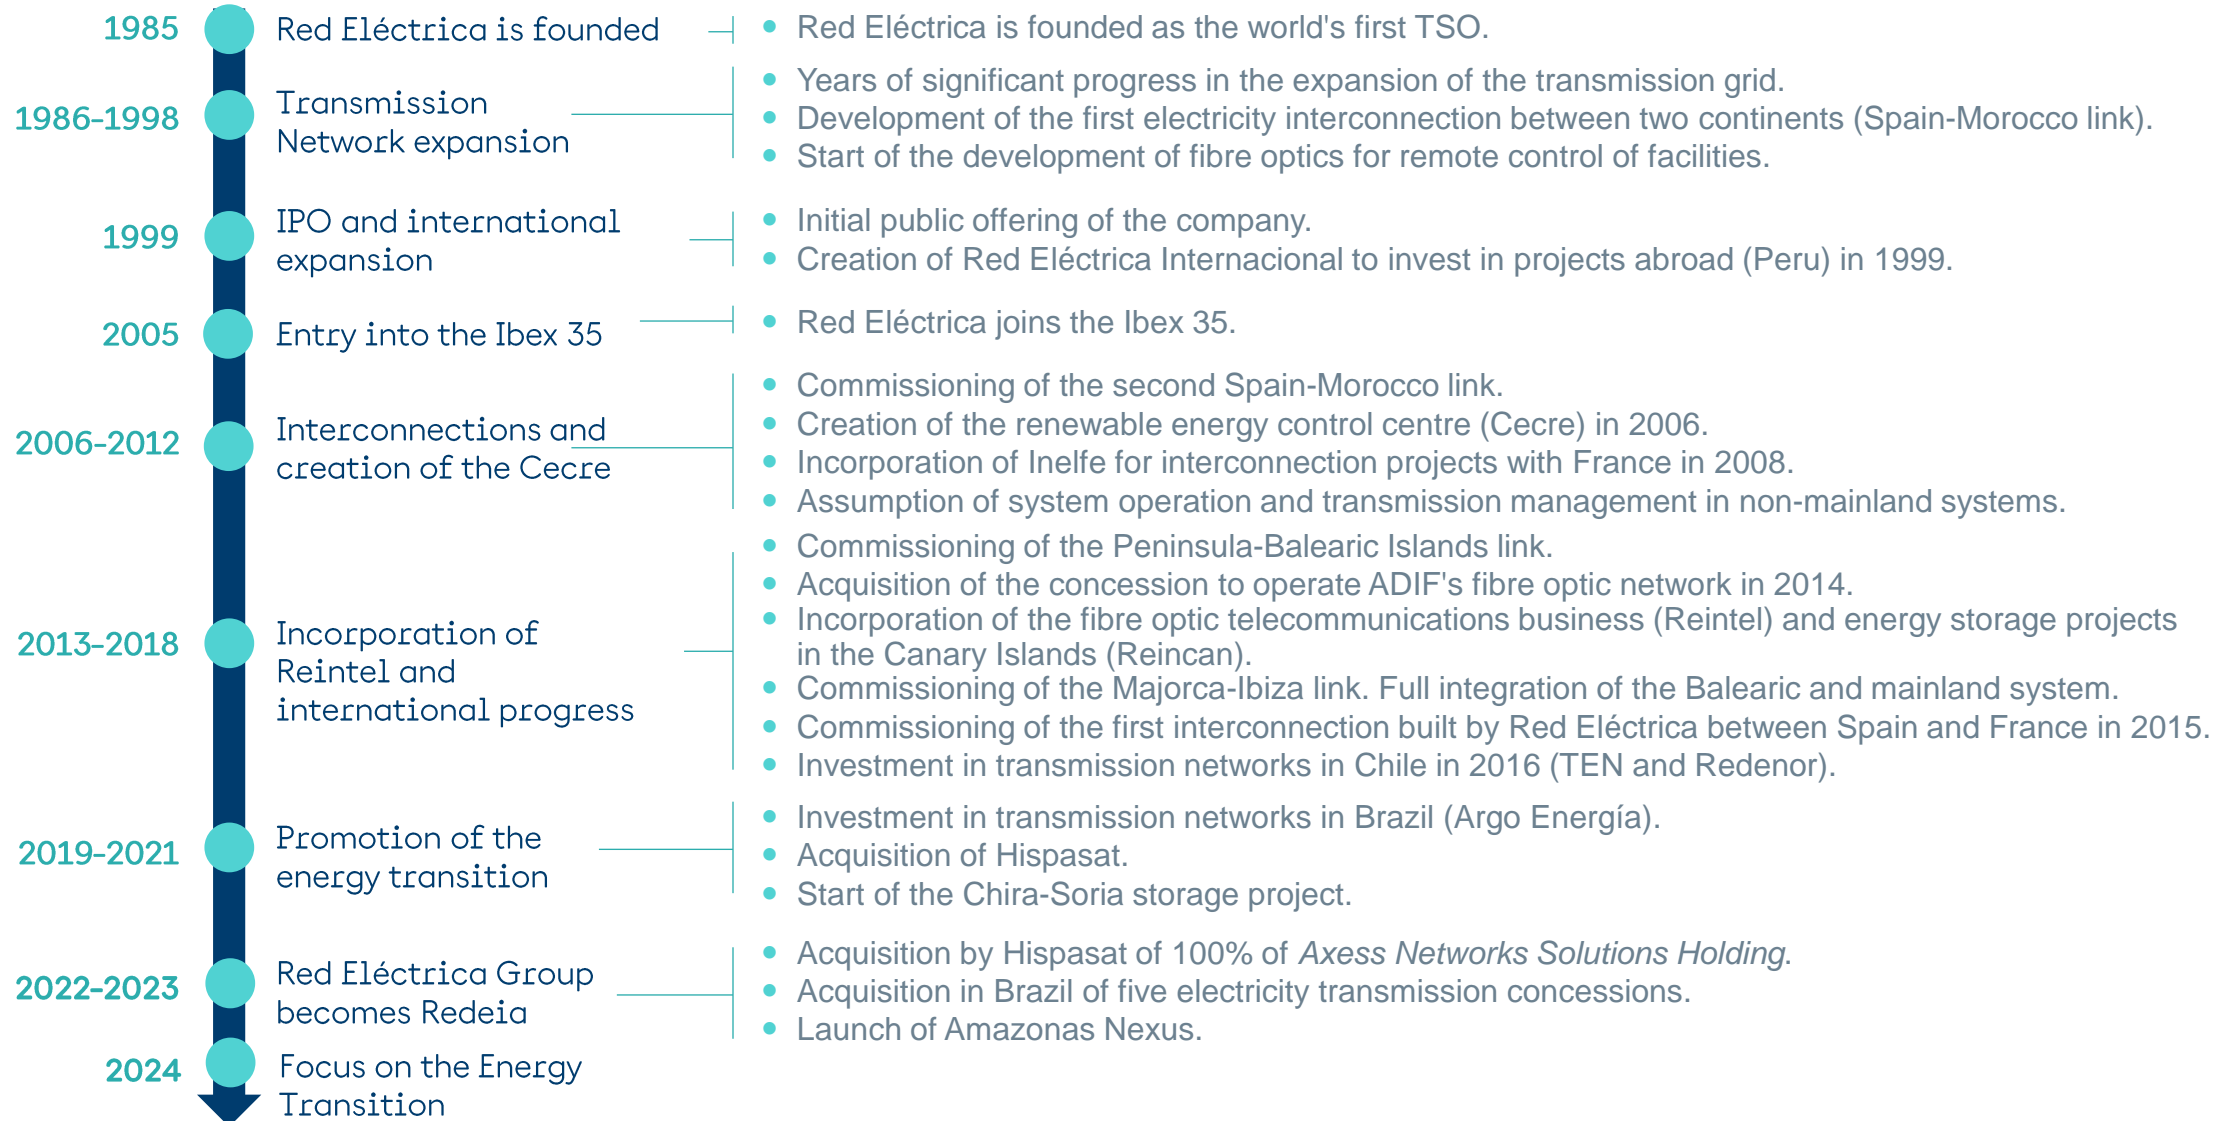 1985
Red Eléctrica is founded
Red Eléctrica is founded as the world's first TSO.
1986-1998
Transmission
Network expansion
Years of significant progress in the expansion of the transmission grid.
Development of the first electricity interconnection between two continents (Spain-Morocco link).
Start of the development of fibre optics for remote control of facilities.
1999
IPO and international
expansion
Initial public offering of the company.
Creation of Red Eléctrica Internacional to invest in projects abroad (Peru) in 1999.
2005
Entry into the Ibex 35
Red Eléctrica joins the Ibex 35.
2006-2012
Interconnections and
creation of the Cecre
Commissioning of the second Spain-Morocco link.
Creation of the renewable energy control centre (Cecre) in 2006.
Incorporation of Inelfe for interconnection projects with France in 2008.
Assumption of system operation and transmission management in non-mainland systems.
2013-2018
Incorporation of
Reintel and
international progress
Commissioning of the Peninsula-Balearic Islands link.
Acquisition of the concession to operate ADIF's fibre optic network in 2014.
Incorporation of the fibre optic telecommunications business (Reintel) and energy storage projects
in the Canary Islands (Reincan).
Commissioning of the Majorca-Ibiza link. Full integration of the Balearic and mainland system.
Commissioning of the first interconnection built by Red Eléctrica between Spain and France in 2015.
Investment in transmission networks in Chile in 2016 (TEN and Redenor).
2019-2021
Promotion of the
energy transition
Investment in transmission networks in Brazil (Argo Energía).
Acquisition of Hispasat.
Start of the Chira-Soria storage project.
2022-2023
Red Eléctrica Group
becomes Redeia
Acquisition by Hispasat of 100% of Axess Networks Solutions Holding.
Acquisition in Brazil of five electricity transmission concessions.
Launch of Amazonas Nexus.
2024
Focus on the Energy
Transition